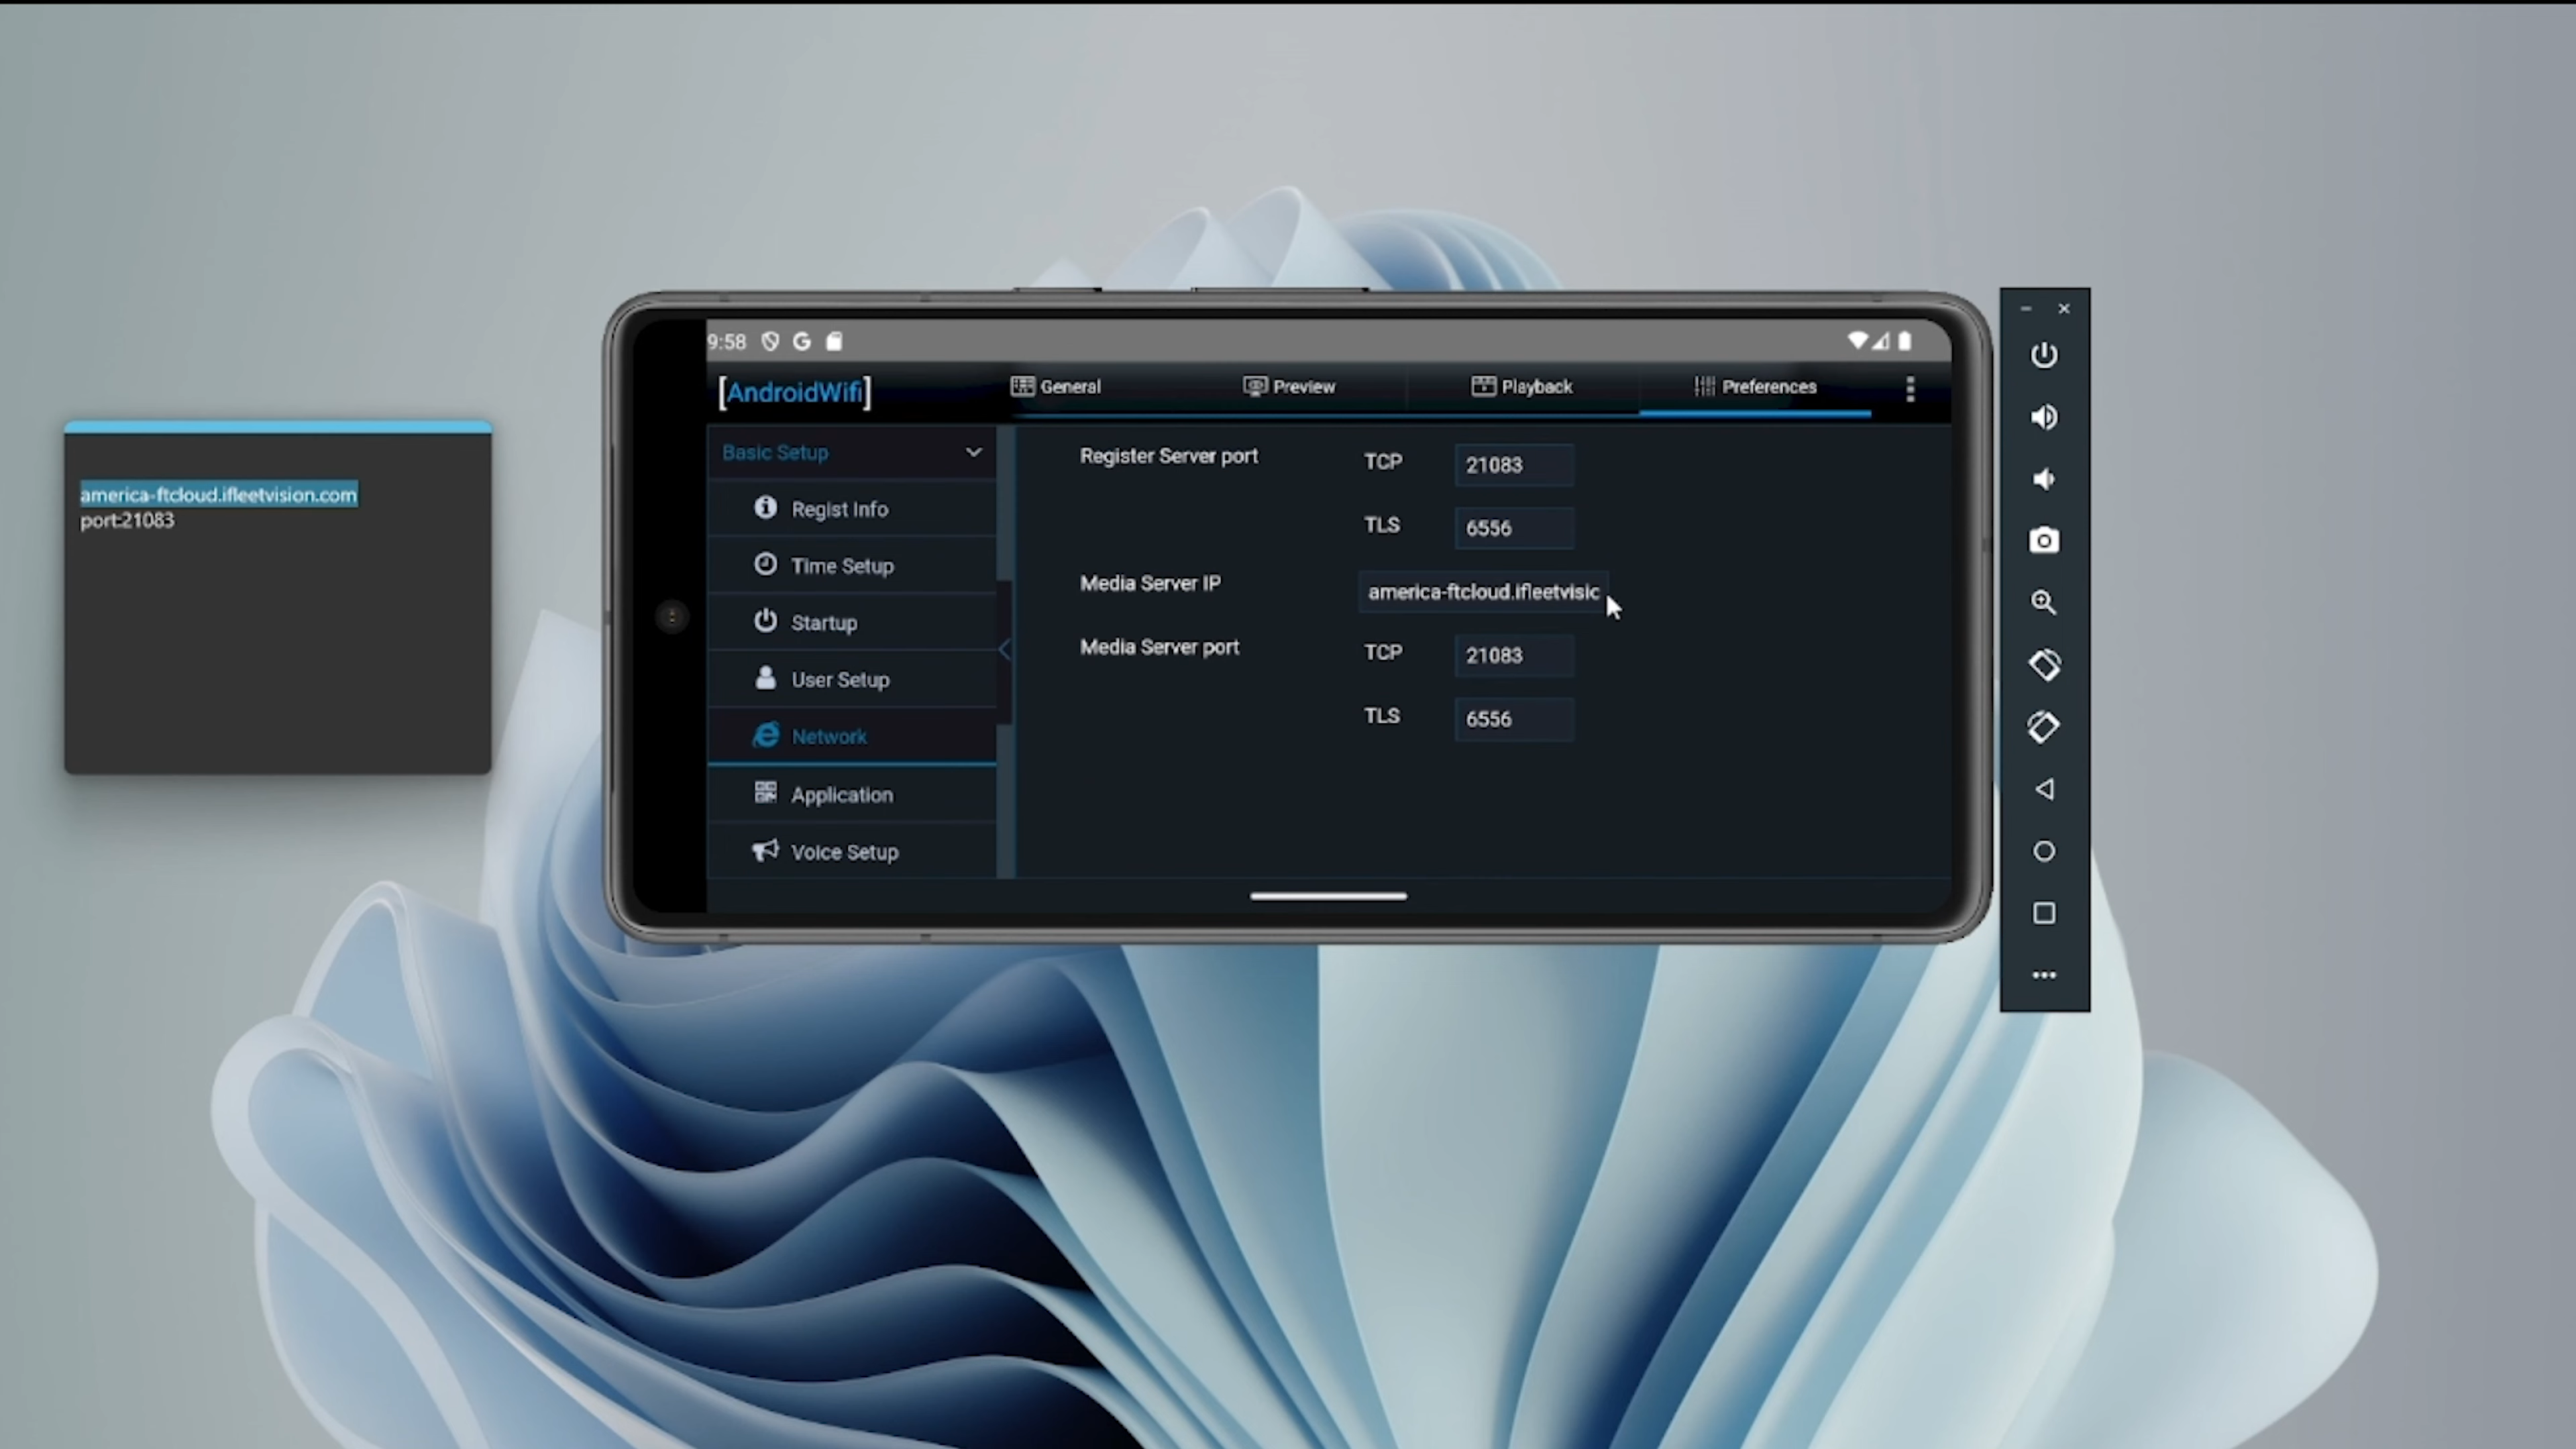 america-ftcloud.ifleetvision.com
port:21083
9:58
[AndroidWifi]
General
Preview
Playback
Preferences
Basic Setup
Regist Info
Time Setup
Startup
User Setup
Network
Application
Voice Setup
Register Server port
TCP
21083
TLS
6556
Media Server IP
america-ftcloud.ifleetvisic
Media Server port
TCP
21083
TLS
6556